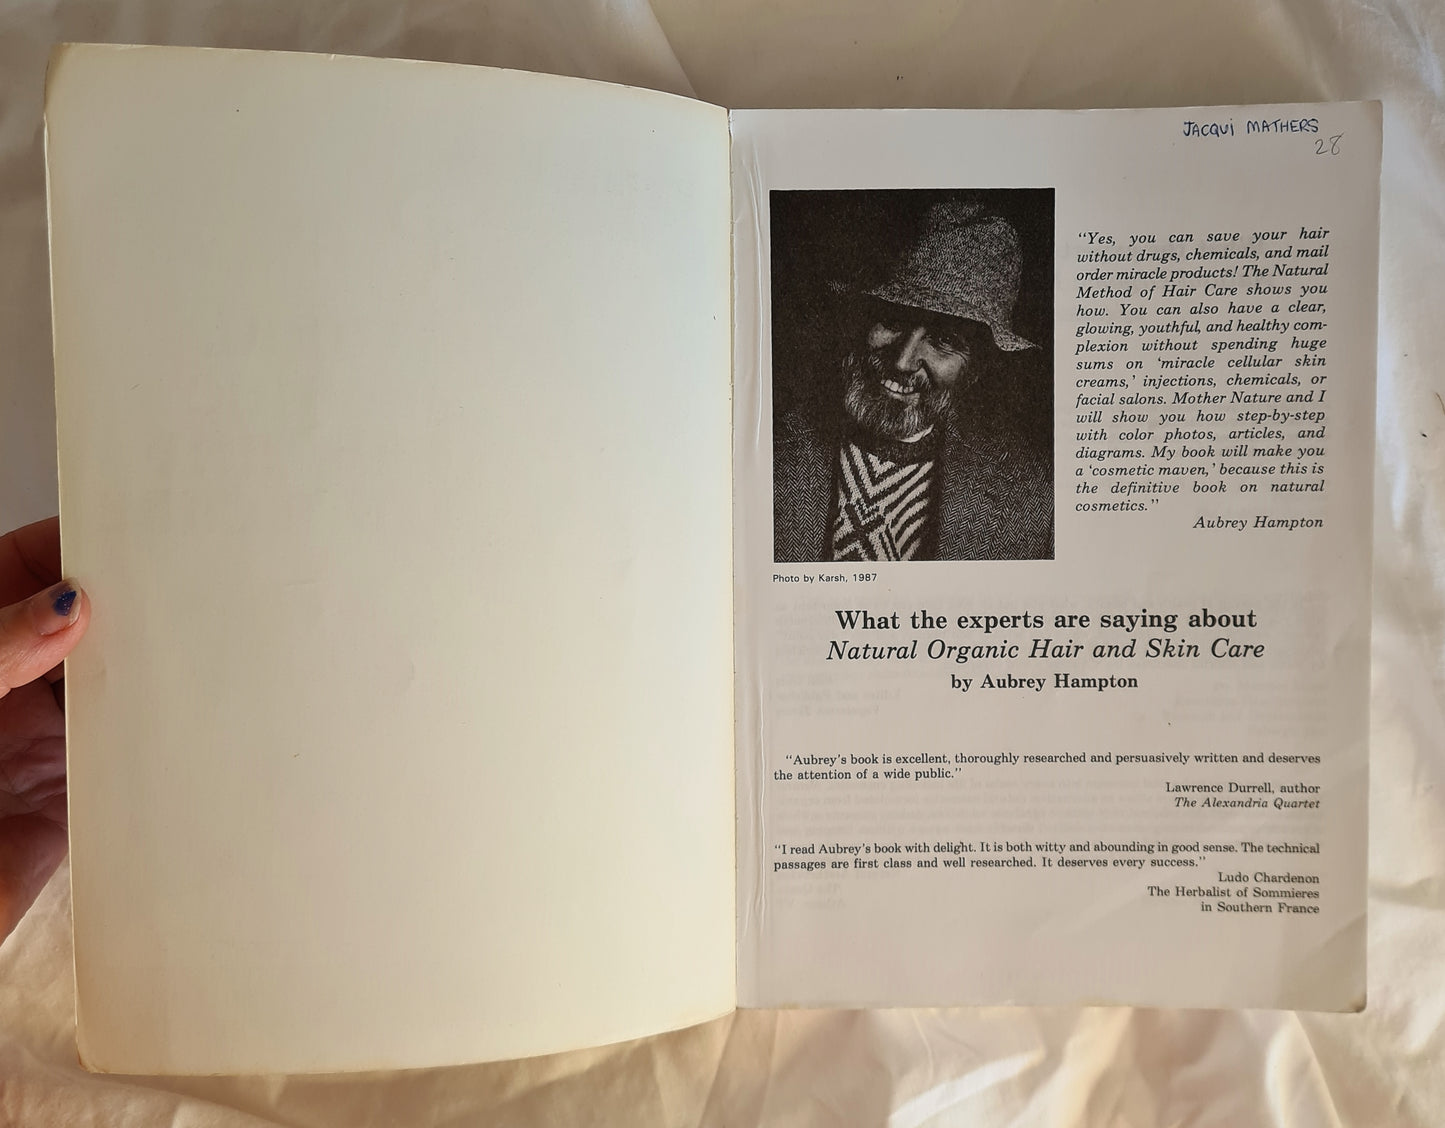 JACQUI MATHERS
28
“Yes, you can save your hair
without drugs, chemicals, and mail
order miracle products! The Natural
Method of Hair Care shows you
how. You can also have a clear,
glowing, youthful, and healthy com-
plexion without spending huge
sums on ‘miracle cellular skin
creams,’ injections, chemicals, or
facial salons. Mother Nature and I
will show you how step-by-step
with color photos, articles, and
diagrams. My book will make you
a ‘cosmetic maven,’ because this is
the definitive book on natural
cosmetics.”
Aubrey Hampton
Photo by Karsh, 1987
What the experts are saying about
Natural Organic Hair and Skin Care
by Aubrey Hampton
“Aubrey’s book is excellent, thoroughly researched and persuasively written and deserves
the attention of a wide public.”
Lawrence Durrell, author
The Alexandria Quartet
“I read Aubrey’s book with delight. It is both witty and abounding in good sense. The technical
passages are first class and well researched. It deserves every success.”
Ludo Chardenon
The Herbalist of Sommieres
in Southern France